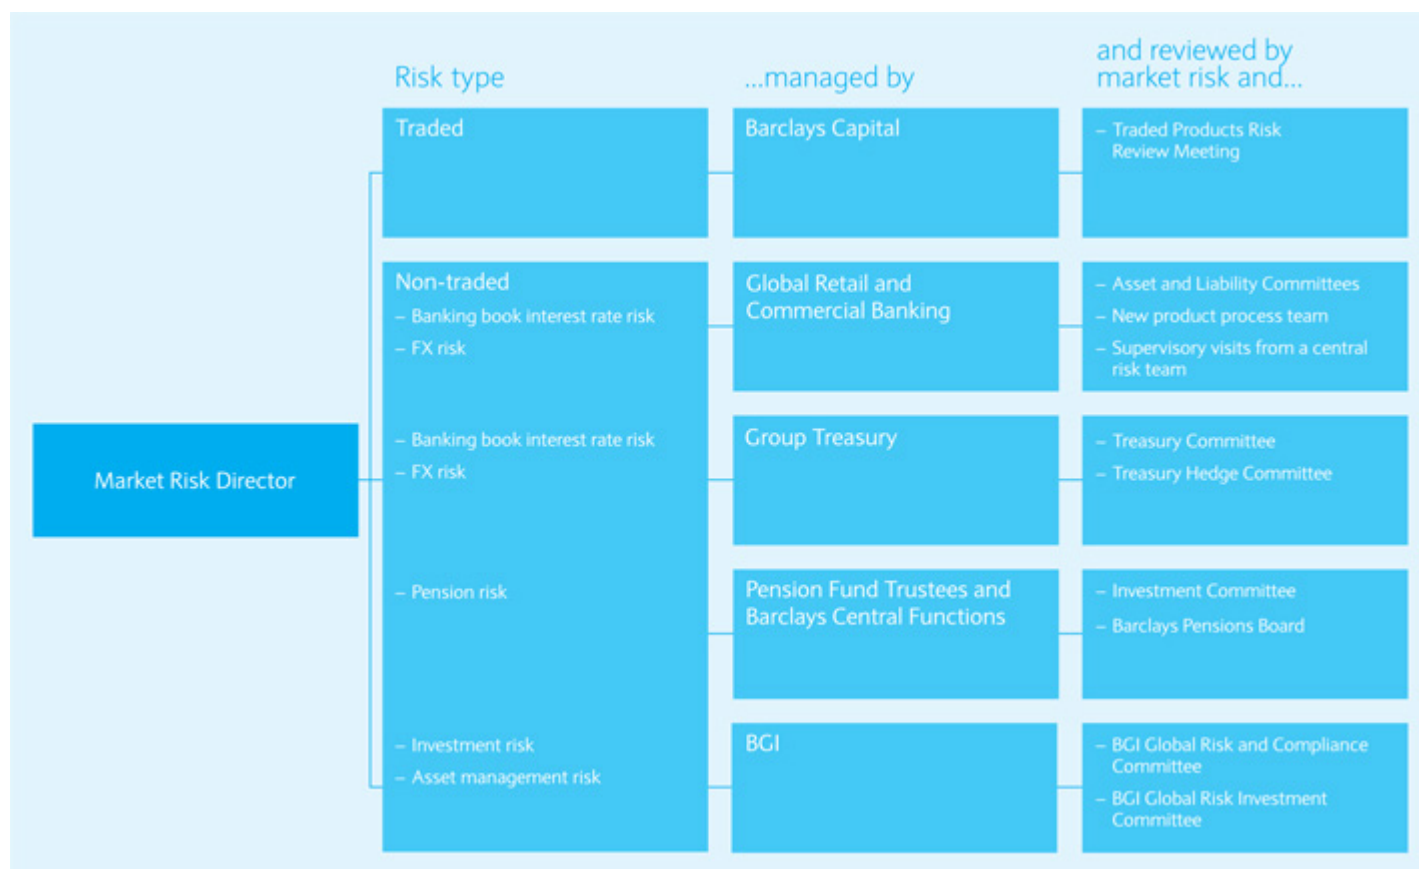 Risk type
...managed by
and reviewed by
market risk and...
Traded
Barclays Capital
– Traded Products Risk
Review Meeting
Non-traded
– Banking book interest rate risk
– FX risk
Global Retail and
Commercial Banking
– Asset and Liability Committees
– New product process team
– Supervisory visits from a central
risk team
Market Risk Director
– Banking book interest rate risk
– FX risk
Group Treasury
– Treasury Committee
– Treasury Hedge Committee
– Pension risk
Pension Fund Trustees and
Barclays Central Functions
– Investment Committee
– Barclays Pensions Board
– Investment risk
– Asset management risk
BGI
– BGI Global Risk and Compliance
Committee
– BGI Global Risk Investment
Committee